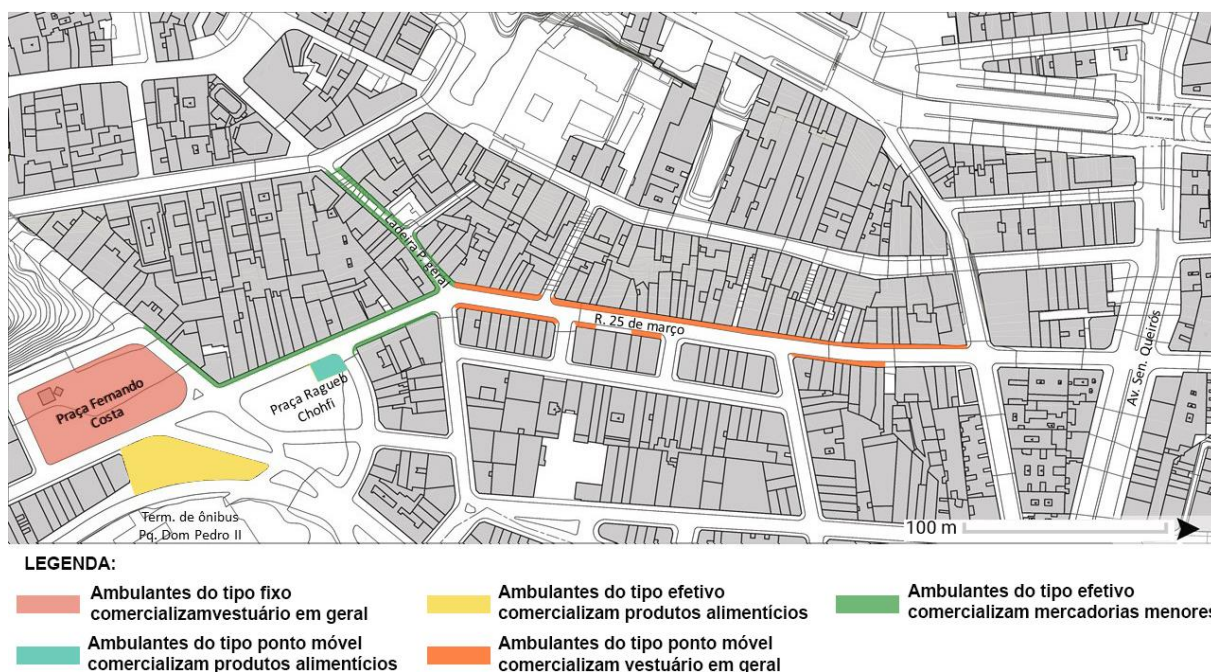 Ladeira P. geral
R. 25 de março
Av. Sen. Queirós
Praça Fernando
Costa
Praça Ragueb
Chohfi
Térm. de ônibus
Pq. Dom Pedro II
100 m
LEGENDA:
Ambulantes do tipo fixo
comercializamvestuário em geral
Ambulantes do tipo efetivo
comercializam produtos alimentícios
Ambulantes do tipo efetivo
comercializam mercadorias menores
Ambulantes do tipo ponto móvel
comercializam produtos alimentícios
Ambulantes do tipo ponto móvel
comercializam vestuário em geral